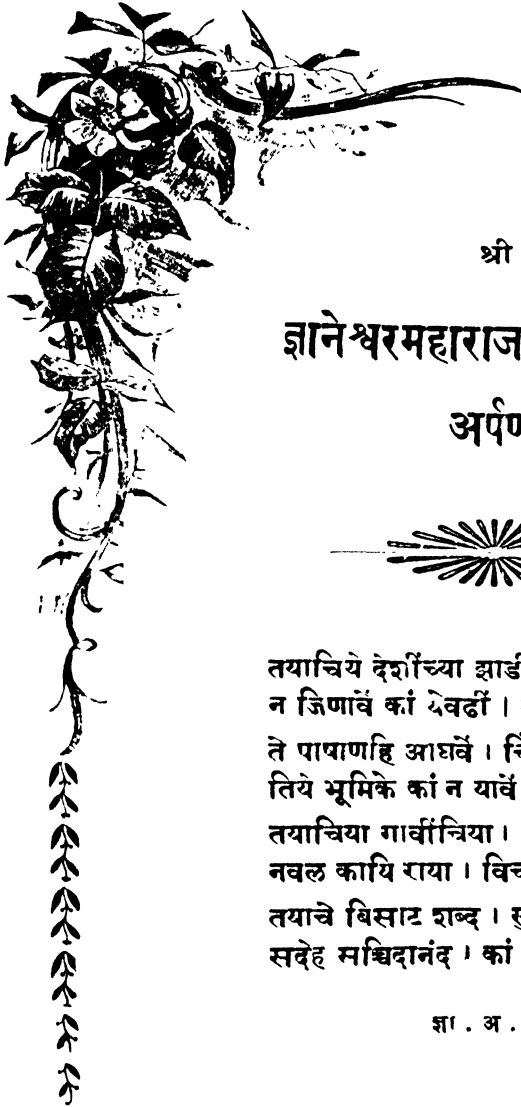 श्री
ज्ञानेश्वरमहाराज
अर्पण
तयाचिये देशींच्या झाडी
न जिणावें कां येवढीं ।
ते पाषाणहि आघवे ।
तिये भूमिके कां न यावें
तयाचिया गावींचिया ।
नवल कायि राया ।
तयाचे बिसाट शब्द ।
सदेह सच्चिदानंद । कां
ज्ञा . अ .